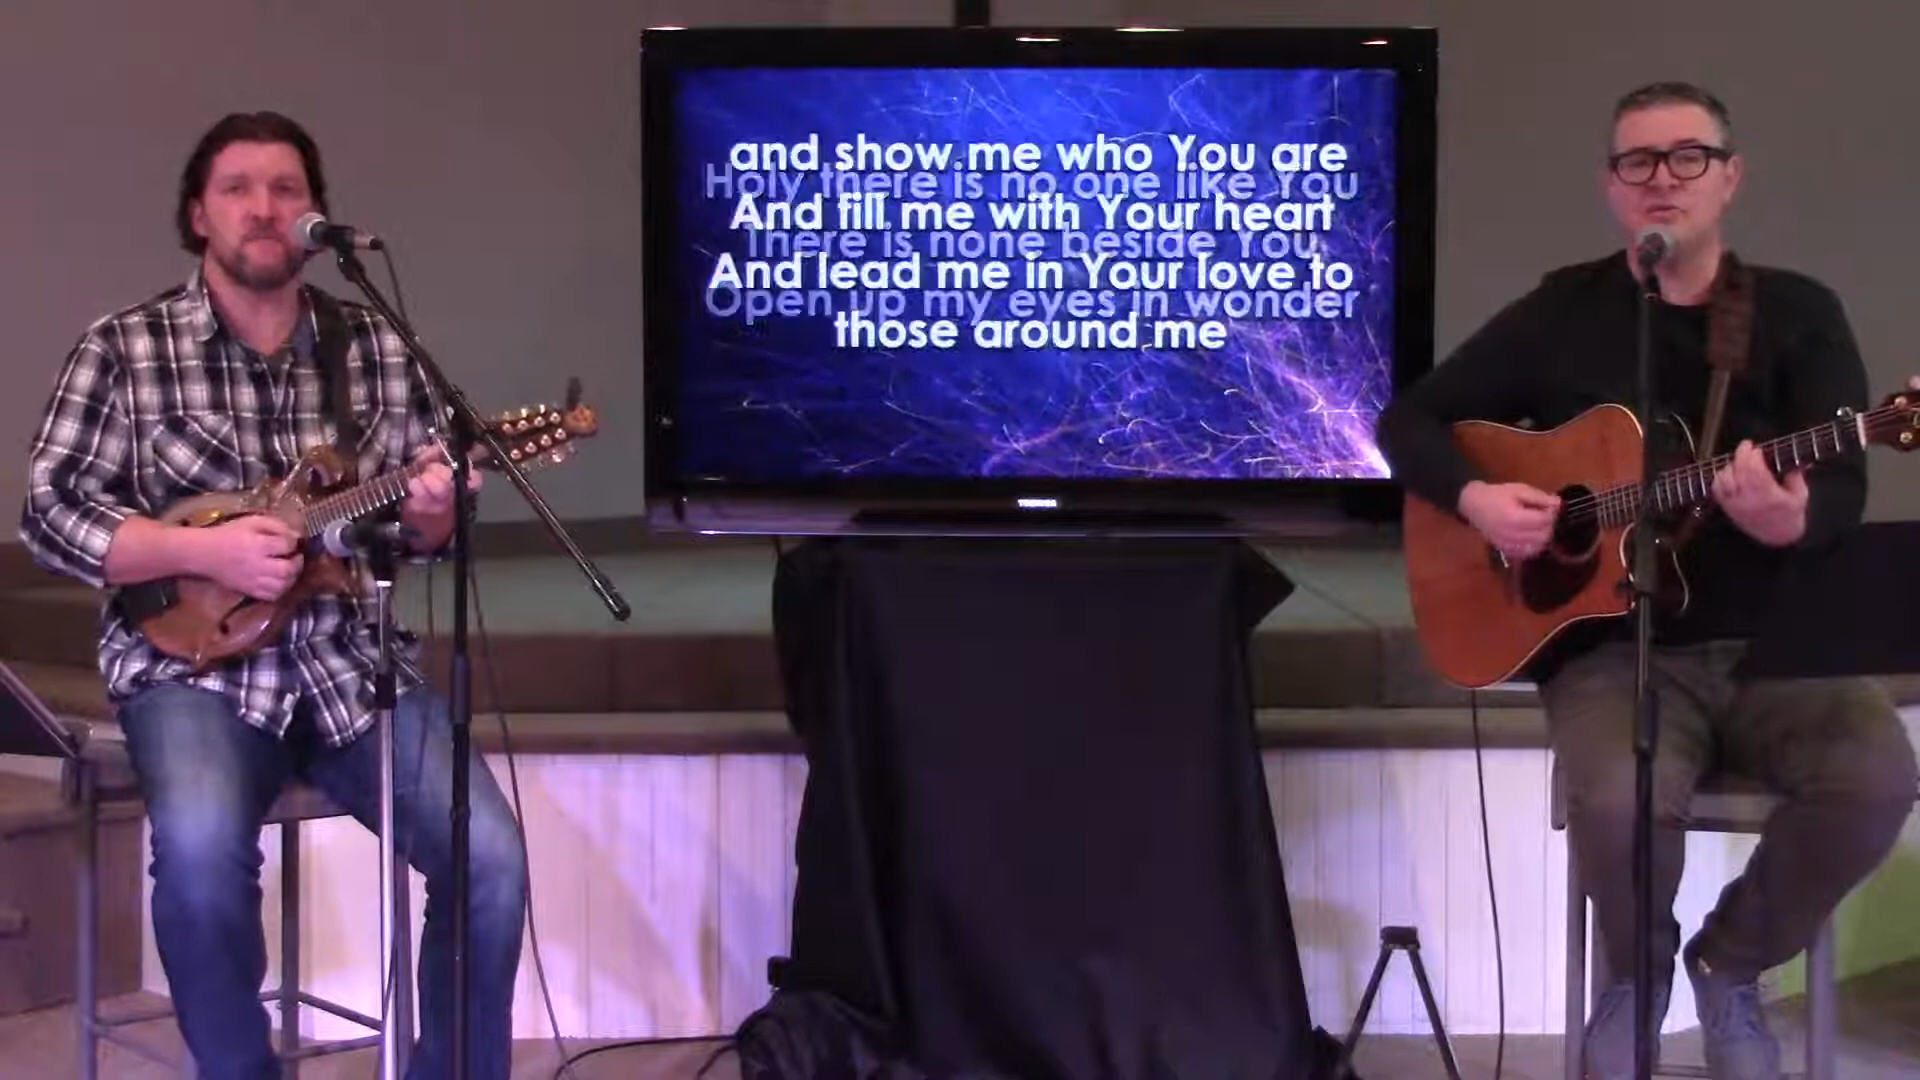 and show me who You are
Holy there is no one like You
And fill me with Your heart
There is none beside You
And lead me in Your love to
Open up my eyes in wonder
those around me
TOSHIBA